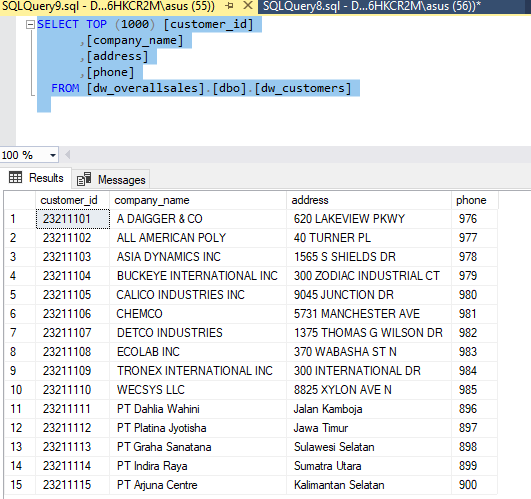 SQLQuery9.sql - D...6HKCR2M\asus (55)) SQLQuery8.sql - D...6HKCR2M\asus (56))*
SELECT TOP (1000) [customer_id]
,[company_name]
,[address]
,[phone]
FROM [dw_overallsales].[dbo].[dw_customers]
100 %
Results Messages
customer_id company_name address phone
1 23211101 A DAIGGER & CO 620 LAKEVIEW PKWY 976
2 23211102 ALL AMERICAN POLY 40 TURNER PL 977
3 23211103 ASIA DYNAMICS INC 1565 S SHIELDS DR 978
4 23211104 BUCKEYE INTERNATIONAL INC 300 ZODIAC INDUSTRIAL CT 979
5 23211105 CALICO INDUSTRIES INC 9045 JUNCTION DR 980
6 23211106 CHEMCO 5731 MANCHESTER AVE 981
7 23211107 DETCO INDUSTRIES 1375 THOMAS G WILSON DR 982
8 23211108 ECOLAB INC 370 WABASHA ST N 983
9 23211109 TRONEX INTERNATIONAL INC 300 INTERNATIONAL DR 984
10 23211110 WECSYS LLC 8825 XYLON AVE N 985
11 23211111 PT Dahlia Wahini Jalan Kamboja 896
12 23211112 PT Platina Jyotisha Jawa Timur 897
13 23211113 PT Graha Sanatana Sulawesi Selatan 898
14 23211114 PT Indira Raya Sumatra Utara 899
15 23211115 PT Arjuna Centre Kalimantan Selatan 900